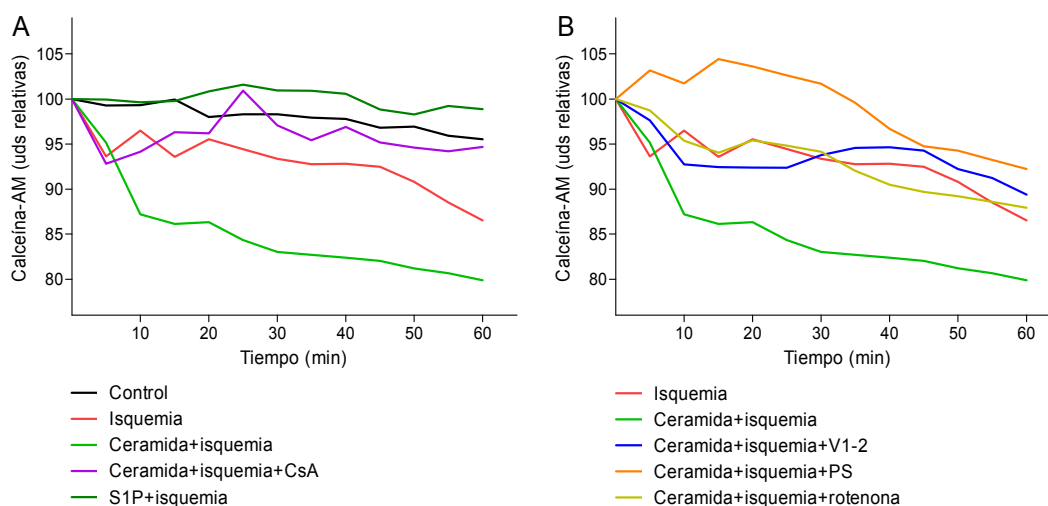 A
Calceína-AM (uds relativas)
105
100
95
90
85
80
10 20 30 40 50 60
Tiempo (min)
Control
Isquemia
Ceramida+isquemia
Ceramida+isquemia+CsA
S1P+isquemia
B
Calceína-AM (uds relativas)
105
100
95
90
85
80
10 20 30 40 50 60
Tiempo (min)
Isquemia
Ceramida+isquemia
Ceramida+isquemia+V1-2
Ceramida+isquemia+PS
Ceramida+isquemia+rotenona